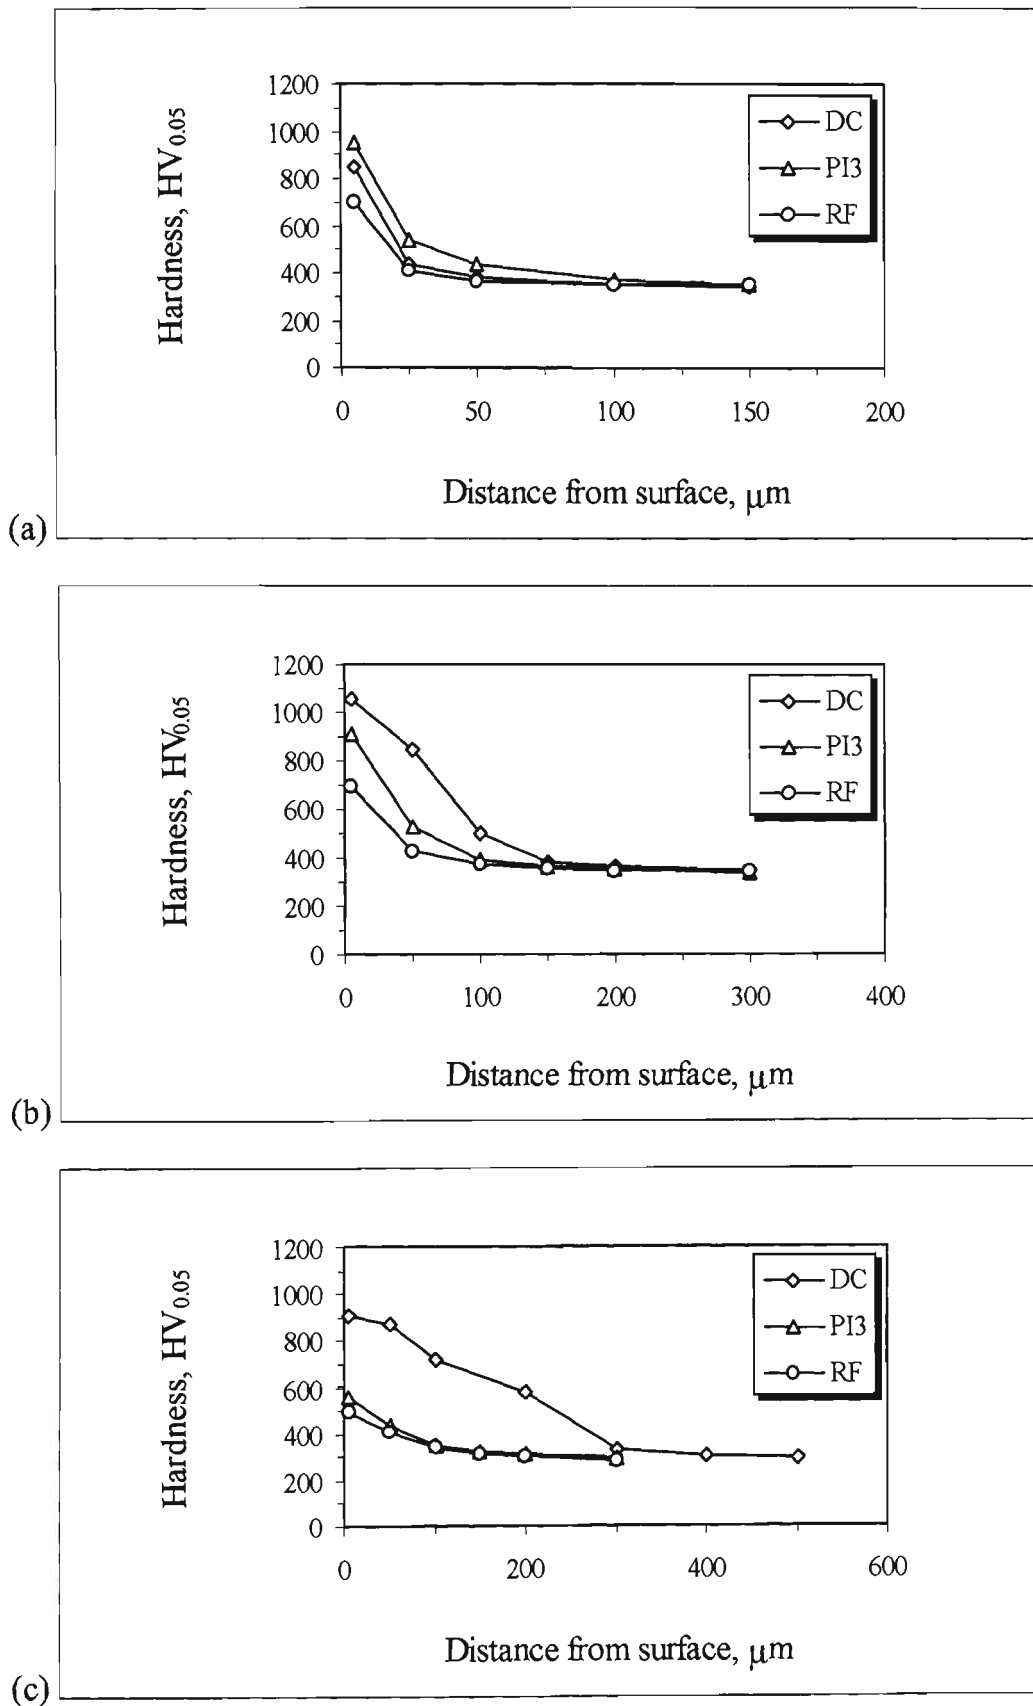 1200
1000
800
600
400
200
0
Hardness, HV0.05
DC
PI3
RF
0 50 100 150 200
Distance from surface, µm
(a)
1200
1000
800
600
400
200
0
Hardness, HV0.05
DC
PI3
RF
0 100 200 300 400
Distance from surface, µm
(b)
1200
1000
800
600
400
200
0
Hardness, HV0.05
DC
PI3
RF
0 200 400 600
Distance from surface, µm
(c)